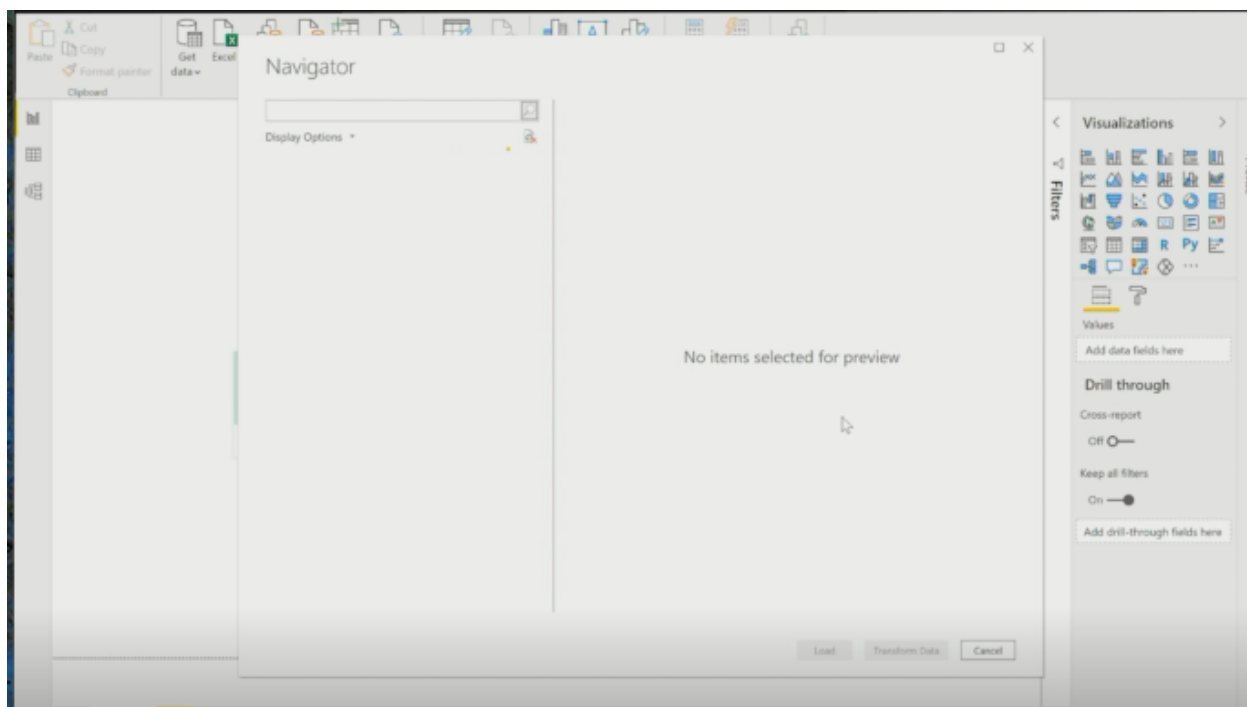 Cut
Copy
Paste
Format painter
Clipboard
Get
data
Excel
Navigator
Display Options
No items selected for preview
Load
Transform Data
Cancel
Filters
Visualizations
R
Py
...
Values
Add data fields here
Drill through
Cross-report
Off
Keep all filters
On
Add drill-through fields here